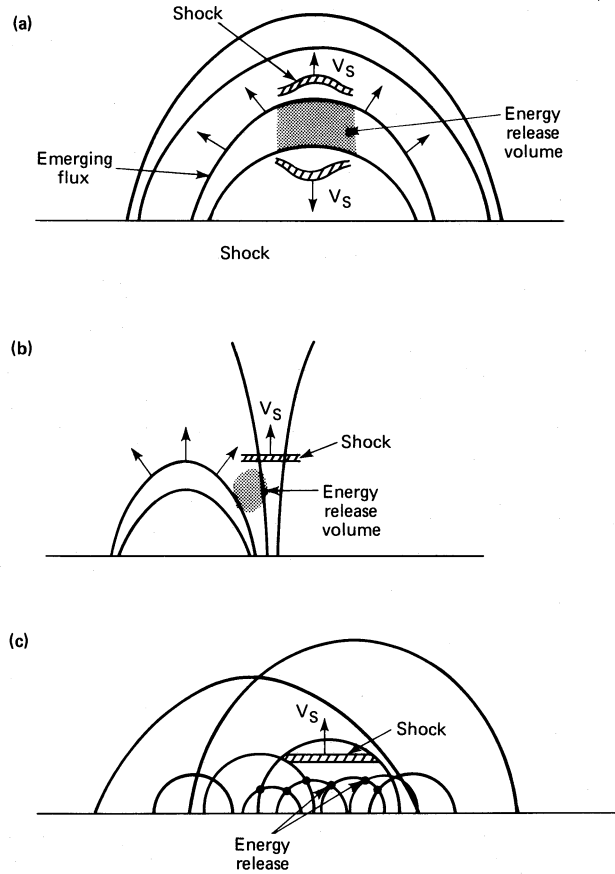 (a)
Shock
VS
Energy
release
volume
Emerging
flux
VS
Shock
(b)
VS
Shock
Energy
release
volume
(c)
VS
Shock
Energy
release